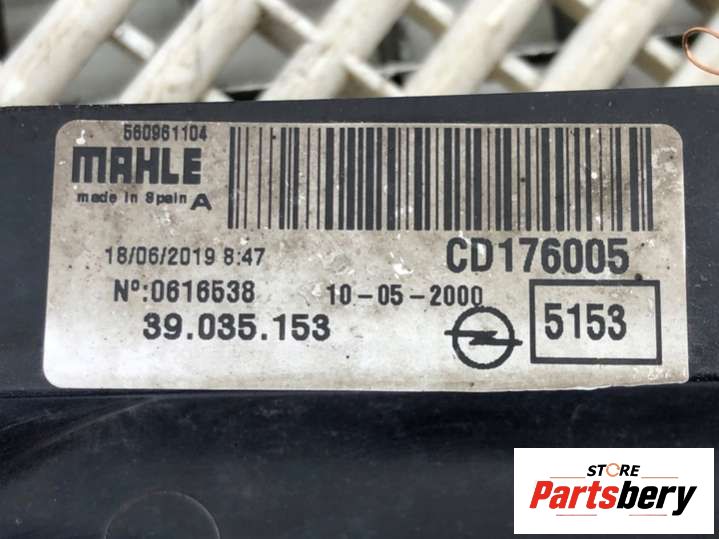 560961104
MAHLE
made in Spain A
18/06/2019 8:47
CD176005
Nº:0616538
10-05-2000
39.035.153
5153
STORE
Partsbery